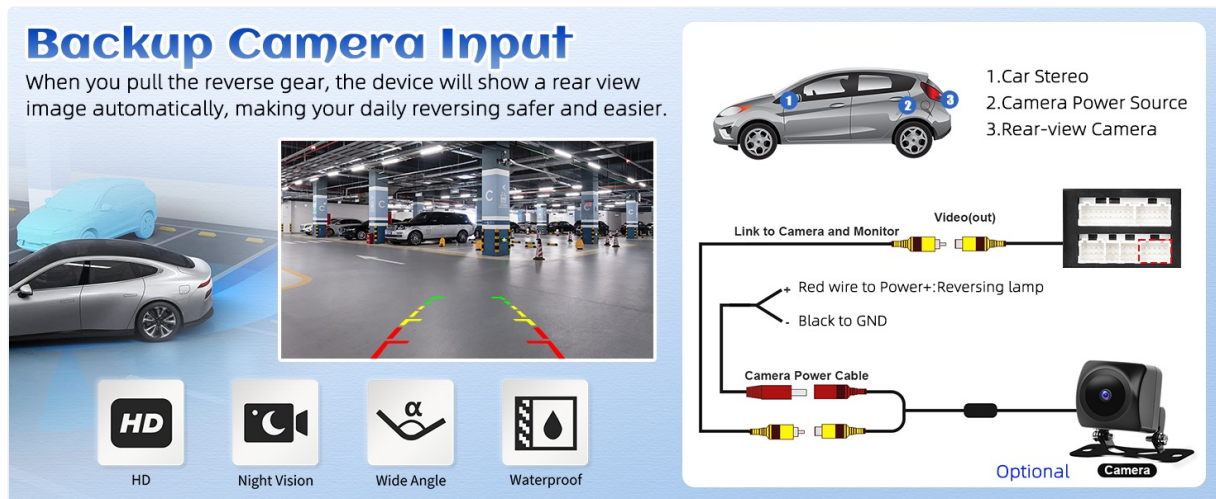 Backup Camera Input
When you pull the reverse gear, the device will show a rear view
image automatically, making your daily reversing safer and easier.
C
C
HD
HD
Night Vision
α
Wide Angle
Waterproof
1
2
3
1.Car Stereo
2.Camera Power Source
3.Rear-view Camera
Video(out)
Link to Camera and Monitor
+ Red wire to Power+:Reversing lamp
- Black to GND
Camera Power Cable
Optional
Camera